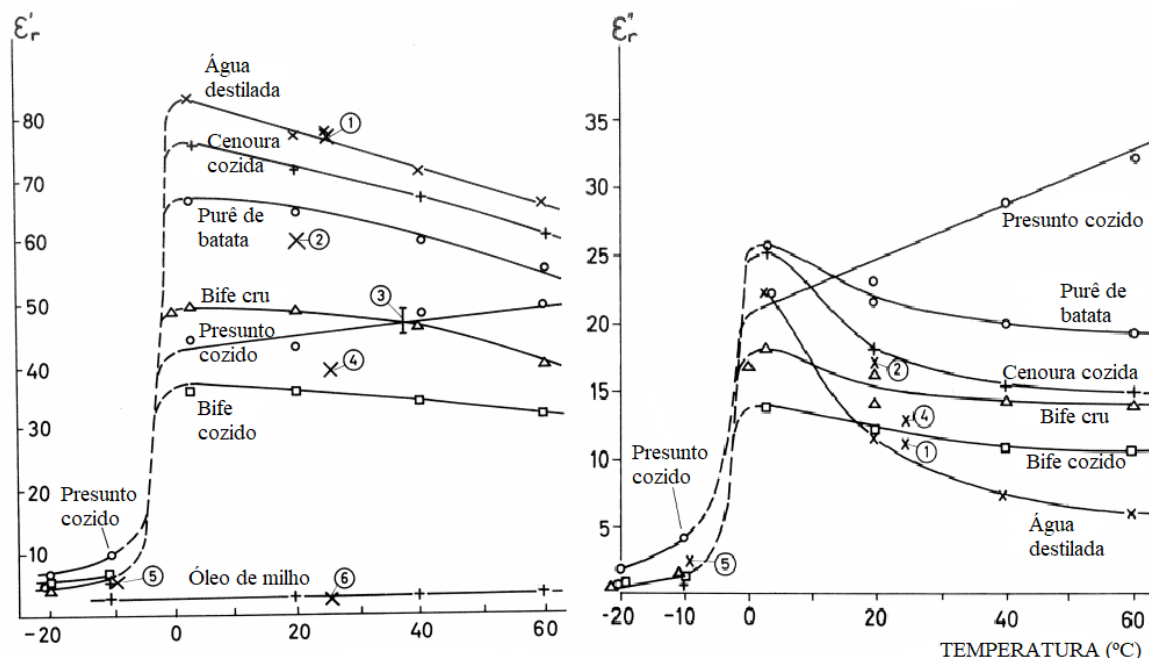 ε'r
80
70
60
50
40
30
20
10
Água
destilada
1
Cenoura
cozida
Purê de
batata
2
Bife cru
3
Presunto
cozido
4
Bife
cozido
Presunto
cozido
5
Óleo de milho
6
-20
0
20
40
60
ε''r
35
30
25
20
15
10
5
Presunto cozido
Purê de
batata
2
Cenoura cozida
4
Bife cru
Presunto
cozido
1
Bife cozido
Água
destilada
5
-20
-10
0
20
40
60
TEMPERATURA (ºC)